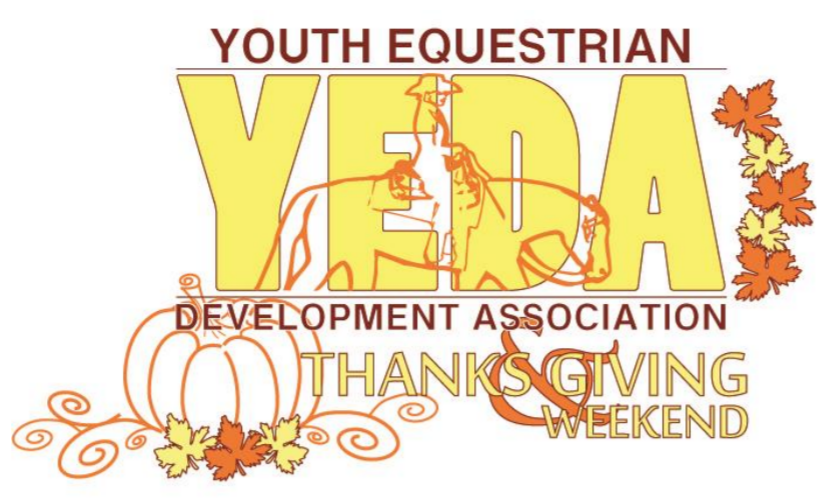 YOUTH EQUESTRIAN
YEDA
DEVELOPMENT ASSOCIATION
THANKS & GIVING
WEEKEND